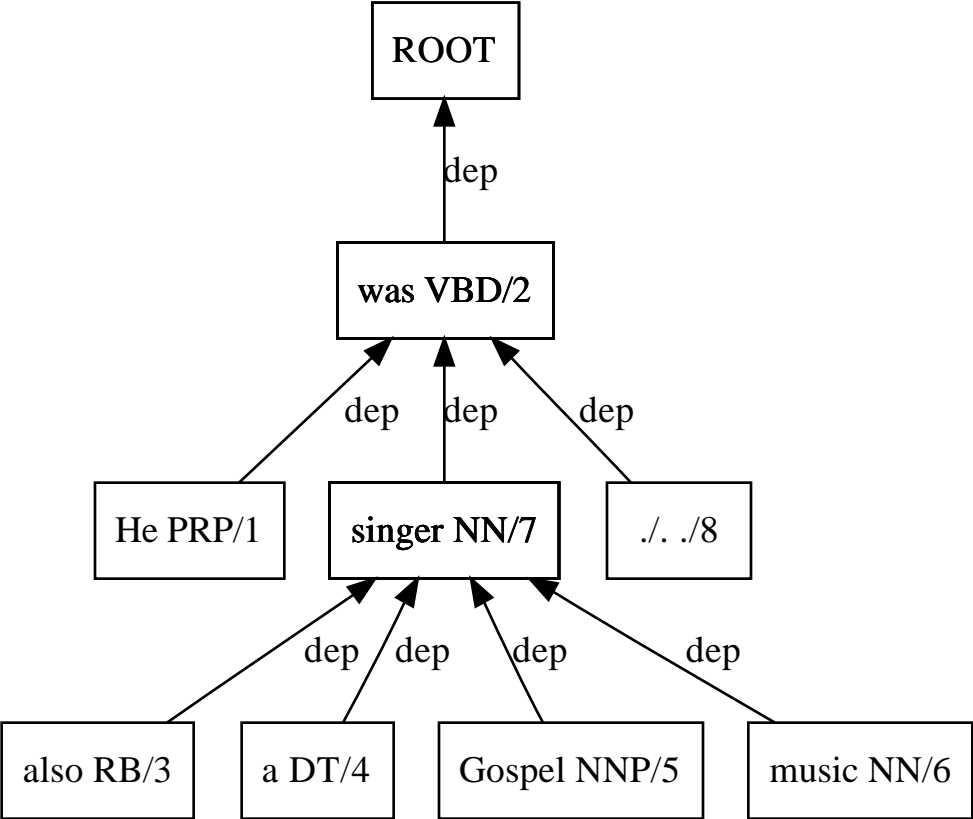 ROOT
dep
was VBD/2
dep dep dep
He PRP/1 singer NN/7 ./. ./8
dep dep dep dep
also RB/3 a DT/4 Gospel NNP/5 music NN/6